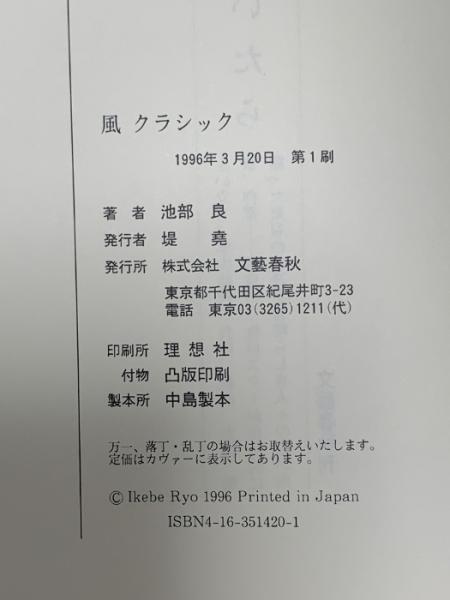 風 クラシック
1996年3月20日 第1刷
著 者 池部 良
発行者 堤 堯
発行所 株式会社 文藝春秋
東京都千代田区紀尾井町3-23
電話 東京03(3265)1211(代)
印刷所 理想社
付物 凸版印刷
製本所 中島製本
万一、落丁・乱丁の場合はお取替えいたします。
定価はカヴァーに表示してあります。
© Ikebe Ryo 1996 Printed in Japan
ISBN4-16-351420-1